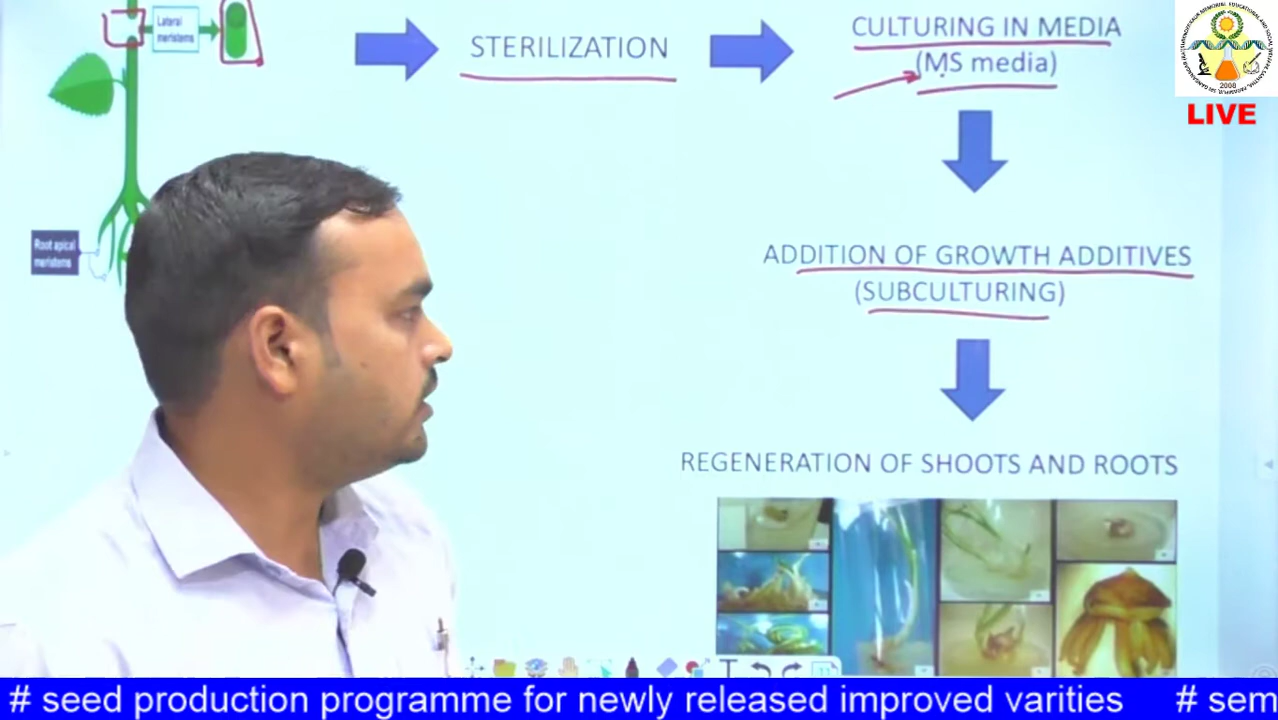 Lateral
meristems
STERILIZATION
CULTURING IN MEDIA
(MS media)
2008
LIVE
ADDITION OF GROWTH ADDITIVES
(SUBCULTURING)
Root apical
meristems
REGENERATION OF SHOOTS AND ROOTS
# seed production programme for newly released improved varities # sem